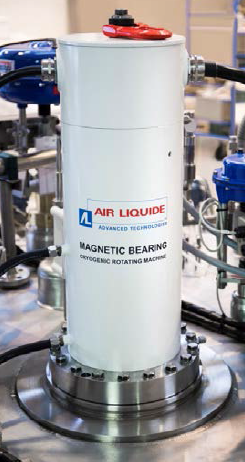 AIR LIQUIDE
ADVANCED TECHNOLOGIES
MAGNETIC BEARING
CRYOGENIC ROTATING MACHINE